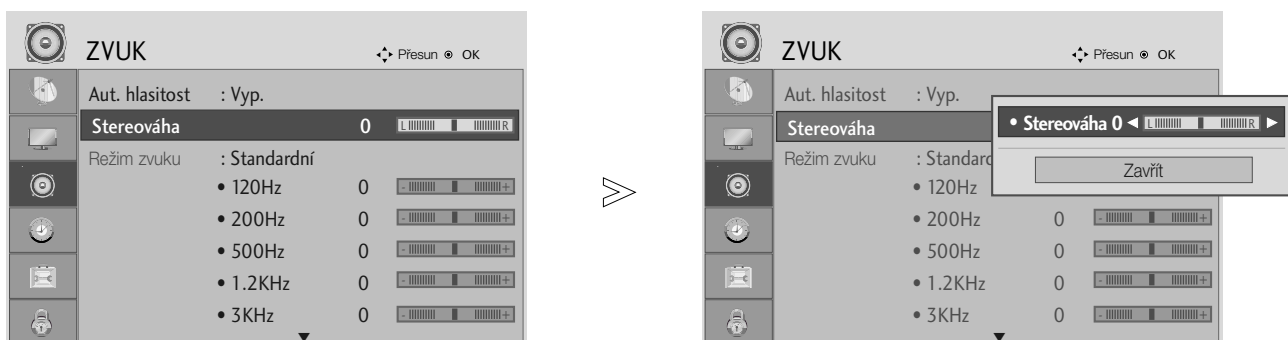 ZVUK
Přesun OK
Aut. hlasitost : Vyp.
Stereováha 0 L R
Režim zvuku : Standardní
• 120Hz 0 - +
• 200Hz 0 - +
• 500Hz 0 - +
• 1.2KHz 0 - +
• 3KHz 0 - +
ZVUK
Přesun OK
Aut. hlasitost : Vyp.
Stereováha
• Stereováha 0 L R
Zavřít
Režim zvuku : Standard
• 120Hz
• 200Hz 0 - +
• 500Hz 0 - +
• 1.2KHz 0 - +
• 3KHz 0 - +